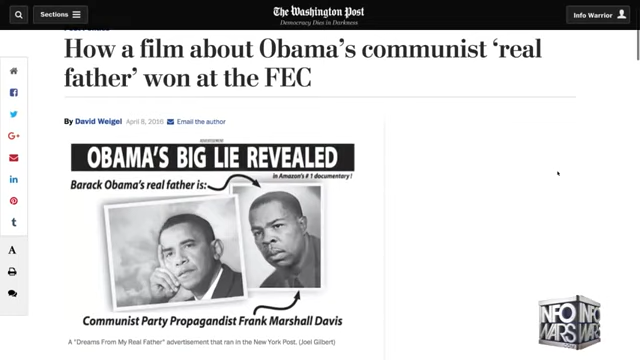 Sections
The Washington Post
Democracy Dies in Darkness
Info Warrior
How a film about Obama's communist 'real
father' won at the FEC
By David Weigel April 8, 2016 Email the author
OBAMA'S BIG LIE REVEALED
in Amazon's #1 documentary!
Barack Obama's real father is:
Communist Party Propagandist Frank Marshall Davis
A "Dreams From My Real Father" advertisement that ran in the New York Post. (Joel Gilbert)
INFO
WARS
INFO
WARS